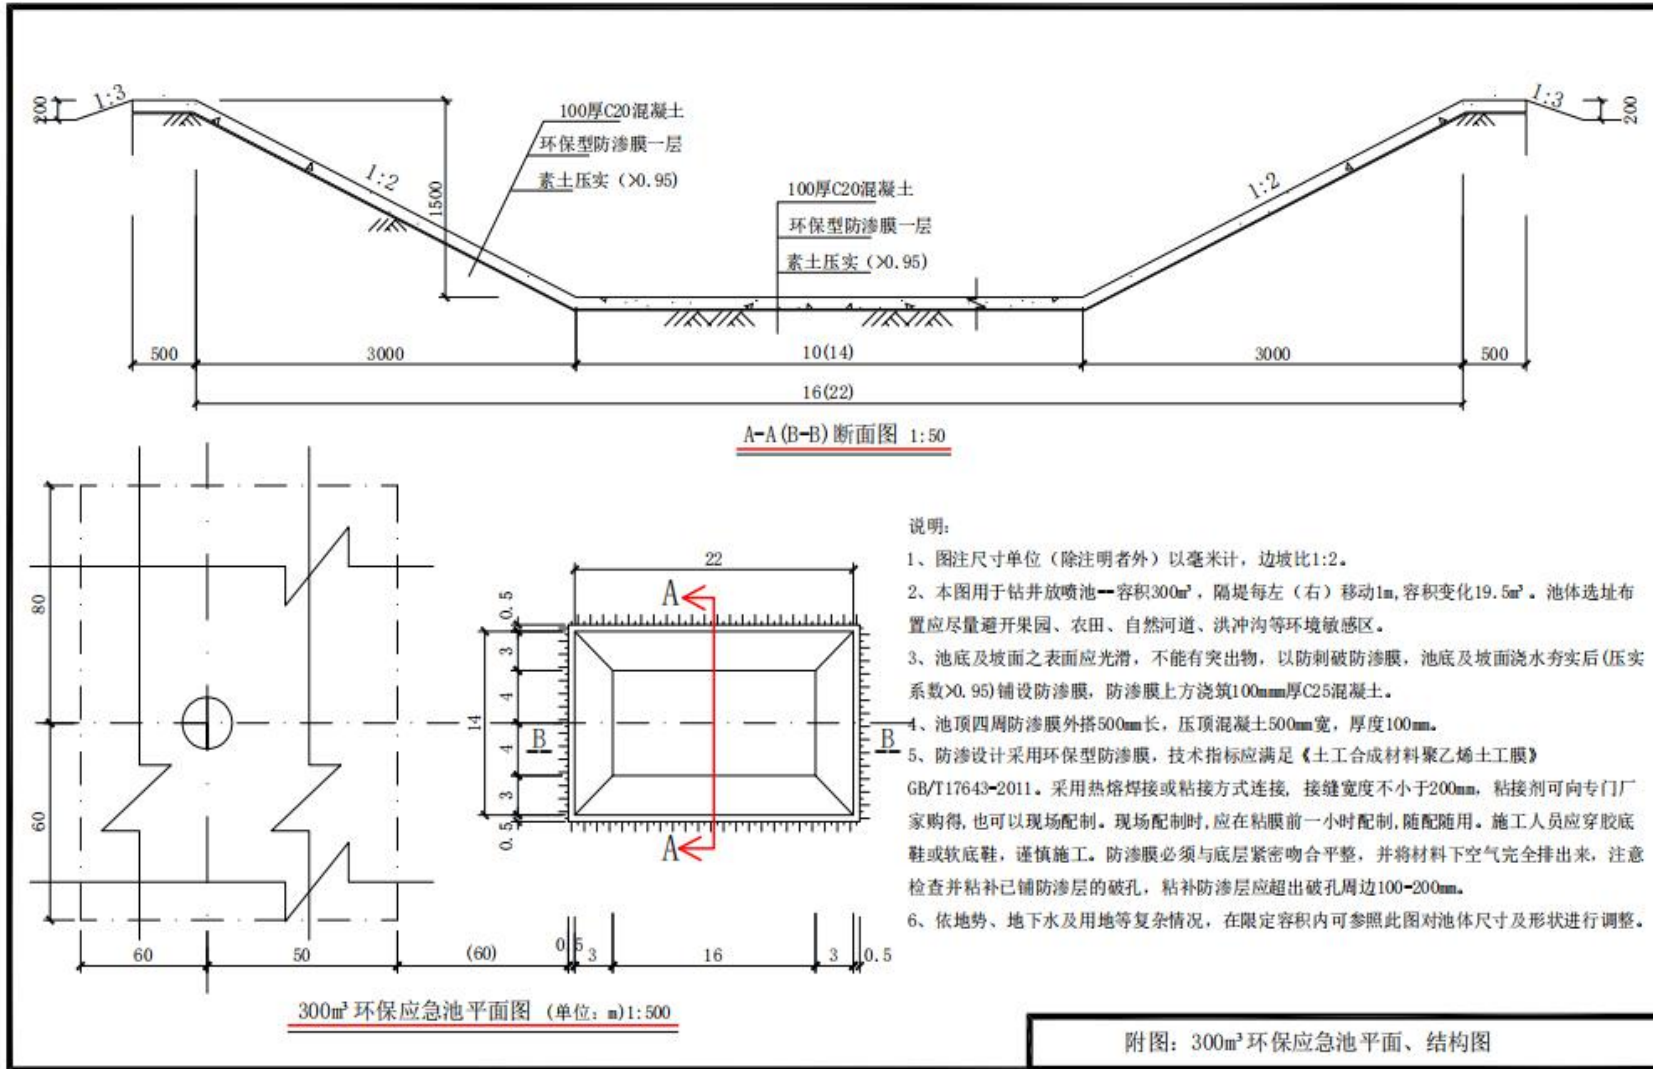 200
1:3
1:2
1500
100厚C20混凝土
环保型防渗膜一层
素土压实（>0.95)
100厚C20混凝土
环保型防渗膜一层
素土压实（>0.95)
1:2
1:3
200
500
3000
10(14)
3000
500
16(22)
A-A(B-B)断面图 1:50
80
60
60
50
(60)
22
A
0.5
3
4
14
4
3
0.5
B
B
A
0.5
3
16
3
0.5
300m³环保应急池平面图 (单位：m)1:500
说明：
1、图注尺寸单位（除注明者外）以毫米计，边坡比1:2。
2、本图用于钻井放喷池--容积300m³，隔堤每左（右）移动1m,容积变化19.5m³。池体选址布
置应尽量避开果园、农田、自然河道、洪冲沟等环境敏感区。
3、池底及坡面之表面应光滑，不能有突出物，以防刺破防渗膜，池底及坡面浇水夯实后(压实
系数>0.95)铺设防渗膜，防渗膜上方浇筑100mmm厚C25混凝土。
4、池顶四周防渗膜外搭500mm长，压顶混凝土500mm宽，厚度100mm。
5、防渗设计采用环保型防渗膜，技术指标应满足《土工合成材料聚乙烯土工膜》
GB/T17643-2011。采用热熔焊接或粘接方式连接，接缝宽度不小于200mm，粘接剂可向专门厂
家购得,也可以现场配制。现场配制时,应在粘膜前一小时配制,随配随用。施工人员应穿胶底
鞋或软底鞋，谨慎施工。防渗膜必须与底层紧密吻合平整，并将材料下空气完全排出来，注意
检查并粘补已铺防渗层的破孔，粘补防渗层应超出破孔周边100-200mm。
6、依地势、地下水及用地等复杂情况，在限定容积内可参照此图对池体尺寸及形状进行调整。
附图：300m³环保应急池平面、结构图